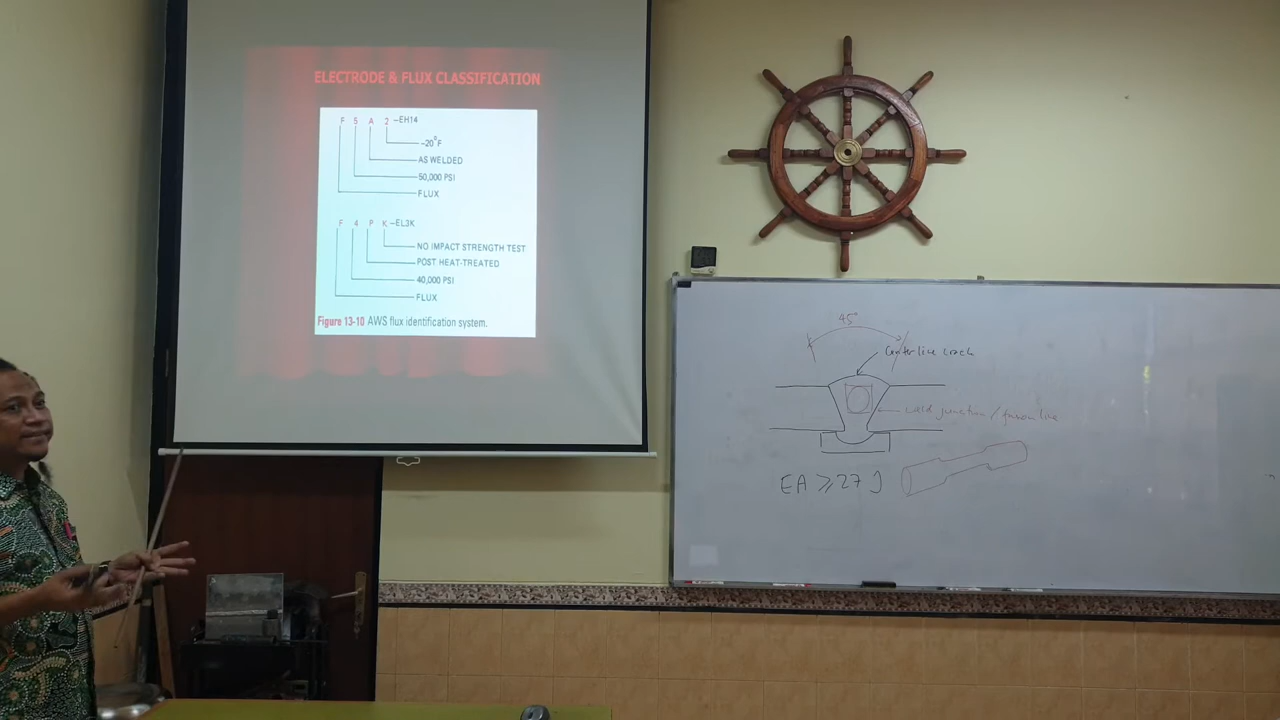 ELECTRODE & FLUX CLASSIFICATION
F 5 A 2 -EH14
-20°F
AS WELDED
50,000 PSI
FLUX
F 4 P K -EL3K
NO IMPACT STRENGTH TEST
POST HEAT-TREATED
40,000 PSI
FLUX
Figure 13-10 AWS flux identification system.
45°
Centerline crack
weld junction / fusion line
EA ≥ 27 J